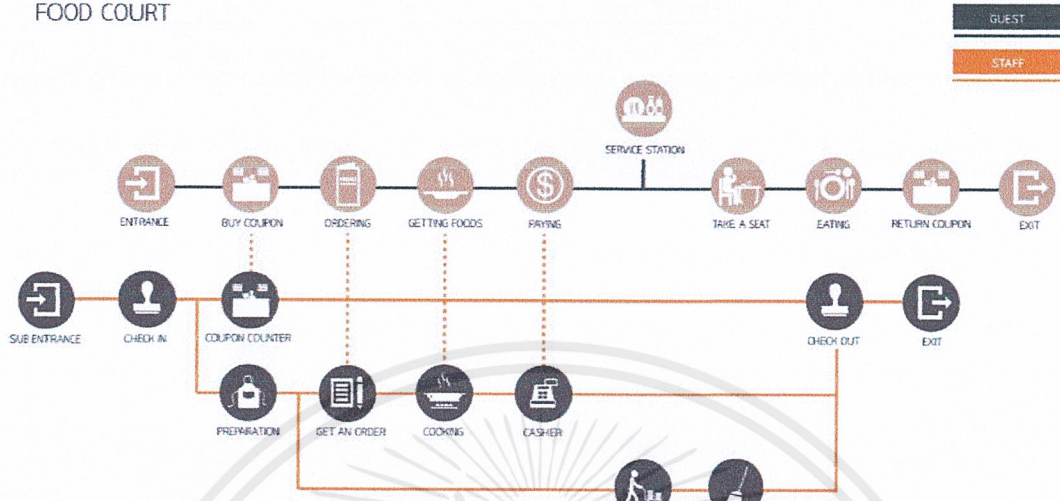 FOOD COURT
GUEST
STAFF
SERVICE STATION
ENTRANCE
BUY COUPON
ORDERING
GETTING FOODS
PAYING
TAKE A SEAT
EATING
RETURN COUPON
EXIT
SUB ENTRANCE
CHECK IN
COUPON COUNTER
CHECK OUT
EXIT
PREPARATION
GET AN ORDER
COOKING
CASHER